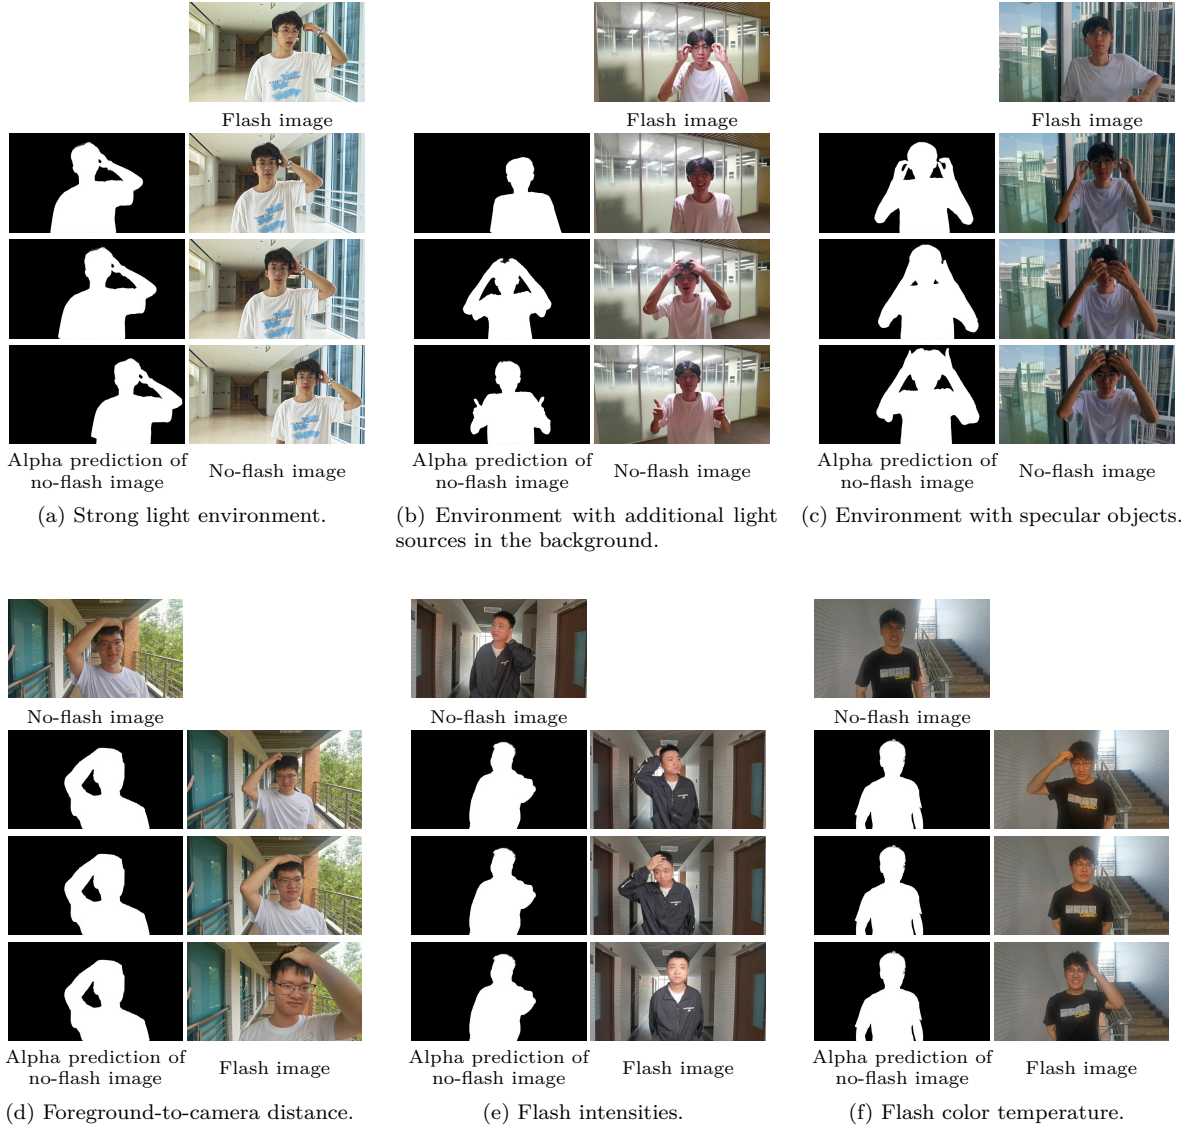 Flash image
Flash image
Flash image
Alpha prediction of
no-flash image
No-flash image
Alpha prediction of
no-flash image
No-flash image
Alpha prediction of
no-flash image
No-flash image
(a) Strong light environment.
(b) Environment with additional light
sources in the background.
(c) Environment with specular objects.
No-flash image
No-flash image
No-flash image
Alpha prediction of
no-flash image
Flash image
Alpha prediction of
no-flash image
Flash image
Alpha prediction of
no-flash image
Flash image
(d) Foreground-to-camera distance.
(e) Flash intensities.
(f) Flash color temperature.